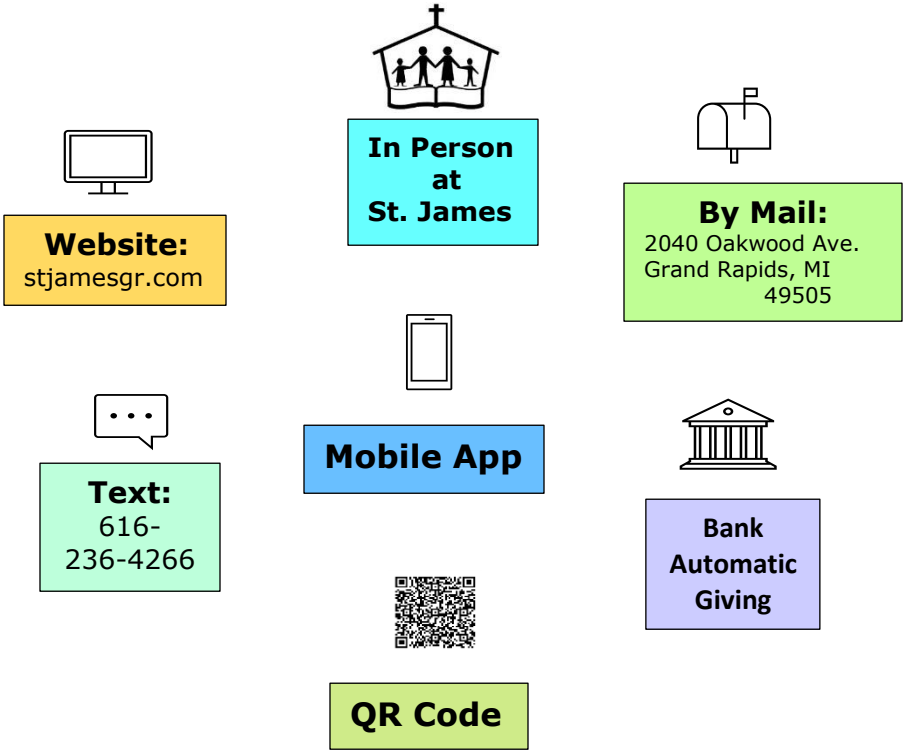 In Person
at
St. James
Website:
stjamesgr.com
By Mail:
2040 Oakwood Ave.
Grand Rapids, MI
49505
Mobile App
Text:
616-
236-4266
Bank
Automatic
Giving
QR Code